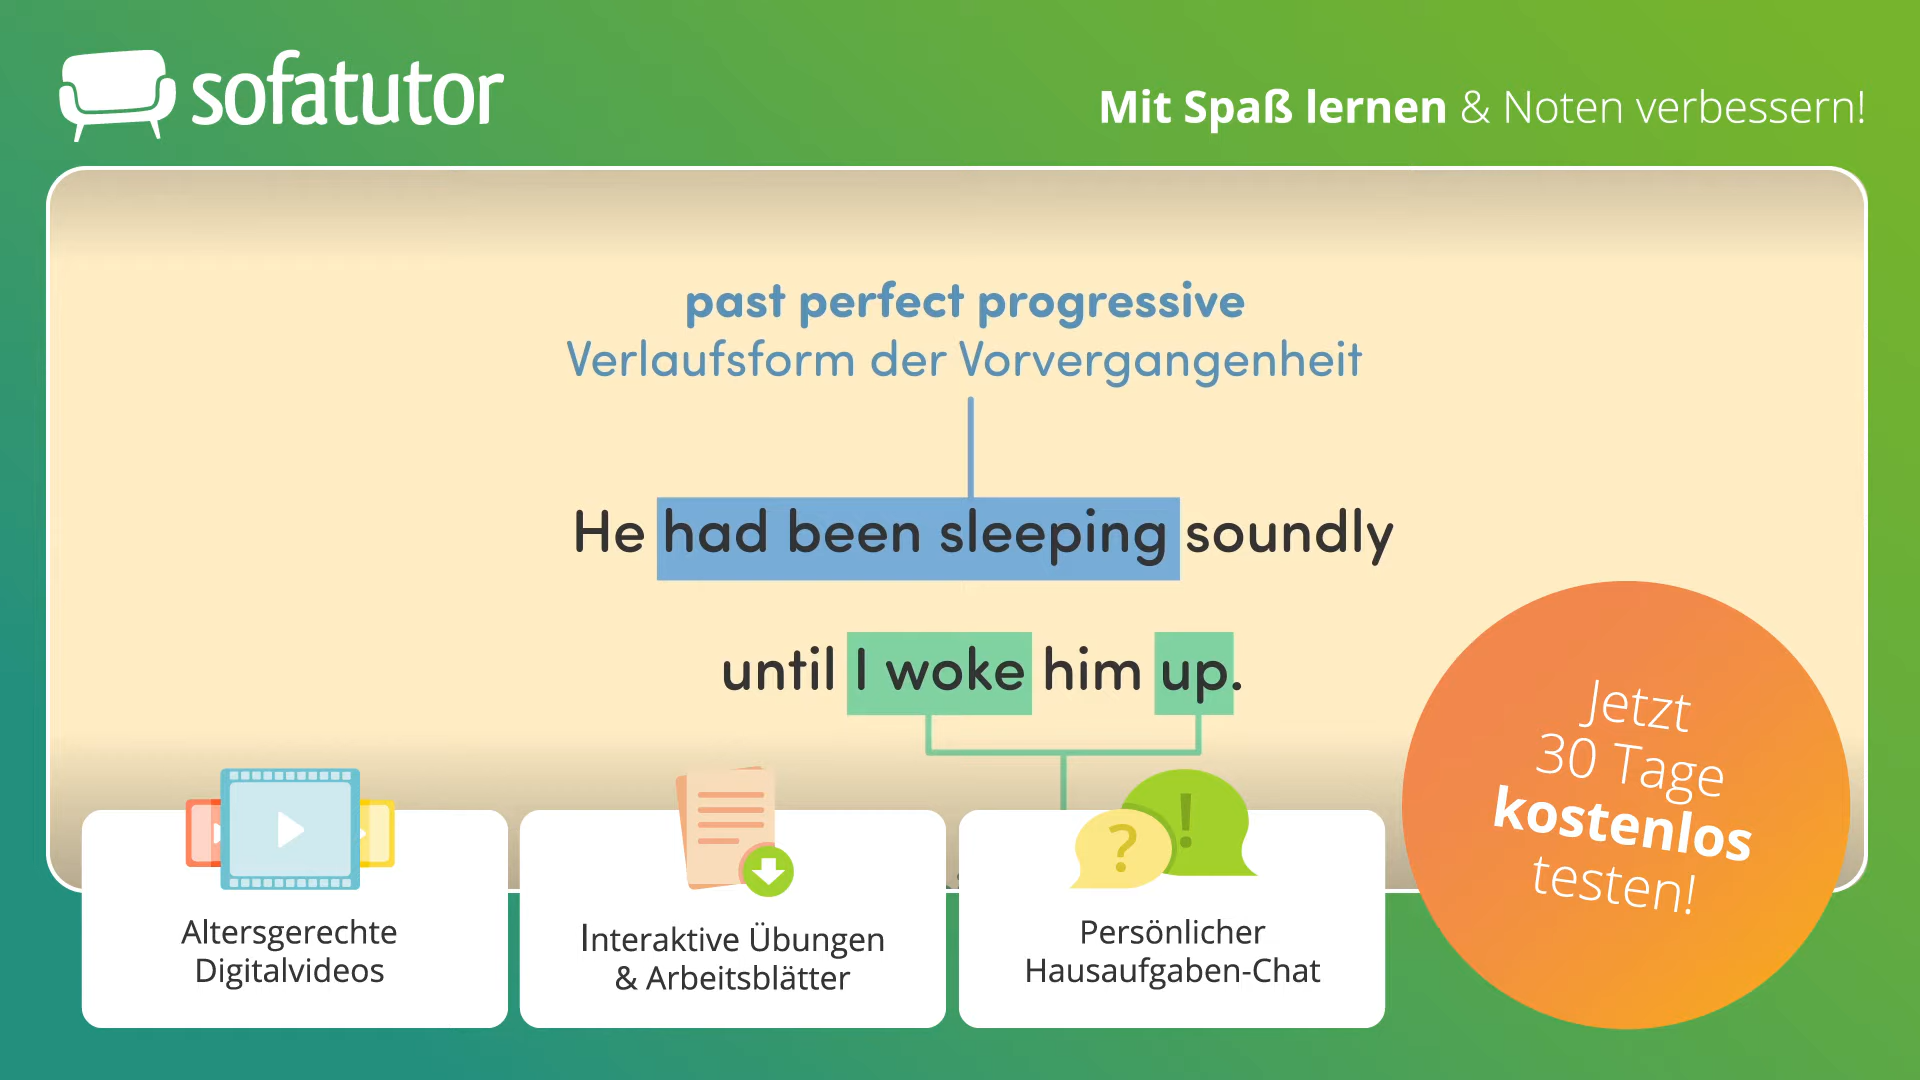 sofatutor
Mit Spaß lernen & Noten verbessern!
past perfect progressive
Verlaufsform der Vorvergangenheit
He had been sleeping soundly
until I woke him up.
Jetzt
30 Tage
kostenlos
testen!
?
!
Altersgerechte
Digitalvideos
Interaktive Übungen
& Arbeitsblätter
Persönlicher
Hausaufgaben-Chat